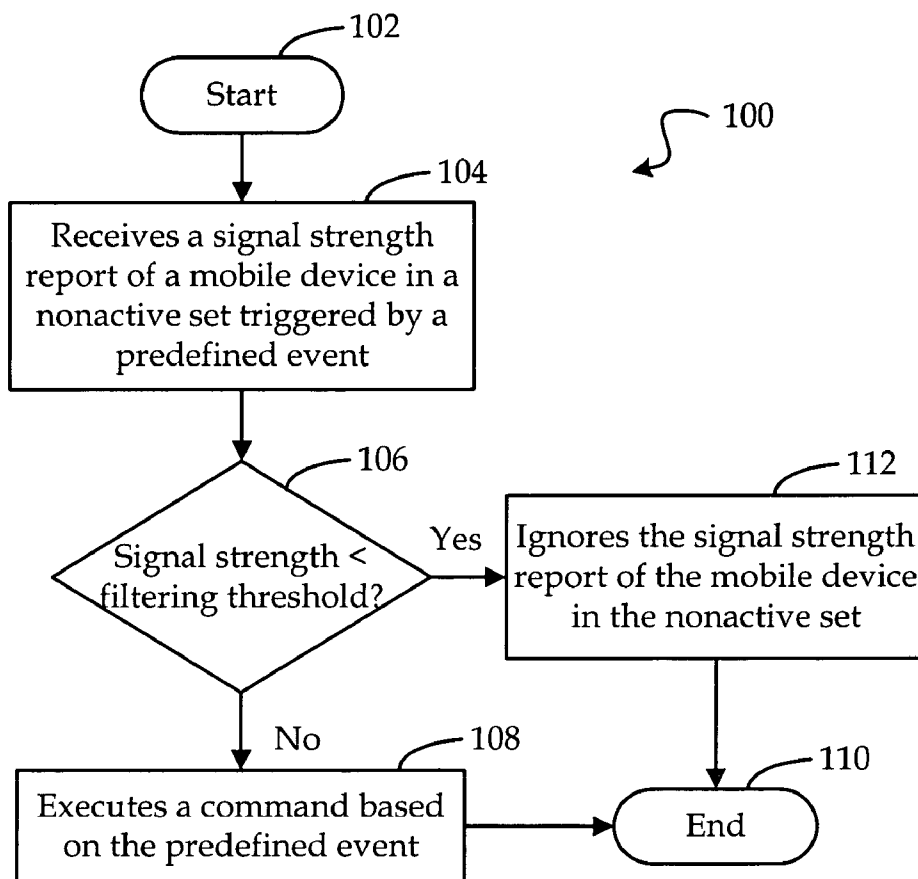 102
Start
100
104
Receives a signal strength
report of a mobile device in a
nonactive set triggered by a
predefined event
106
Signal strength <
filtering threshold?
Yes
112
Ignores the signal strength
report of the mobile device
in the nonactive set
No
108
Executes a command based
on the predefined event
110
End